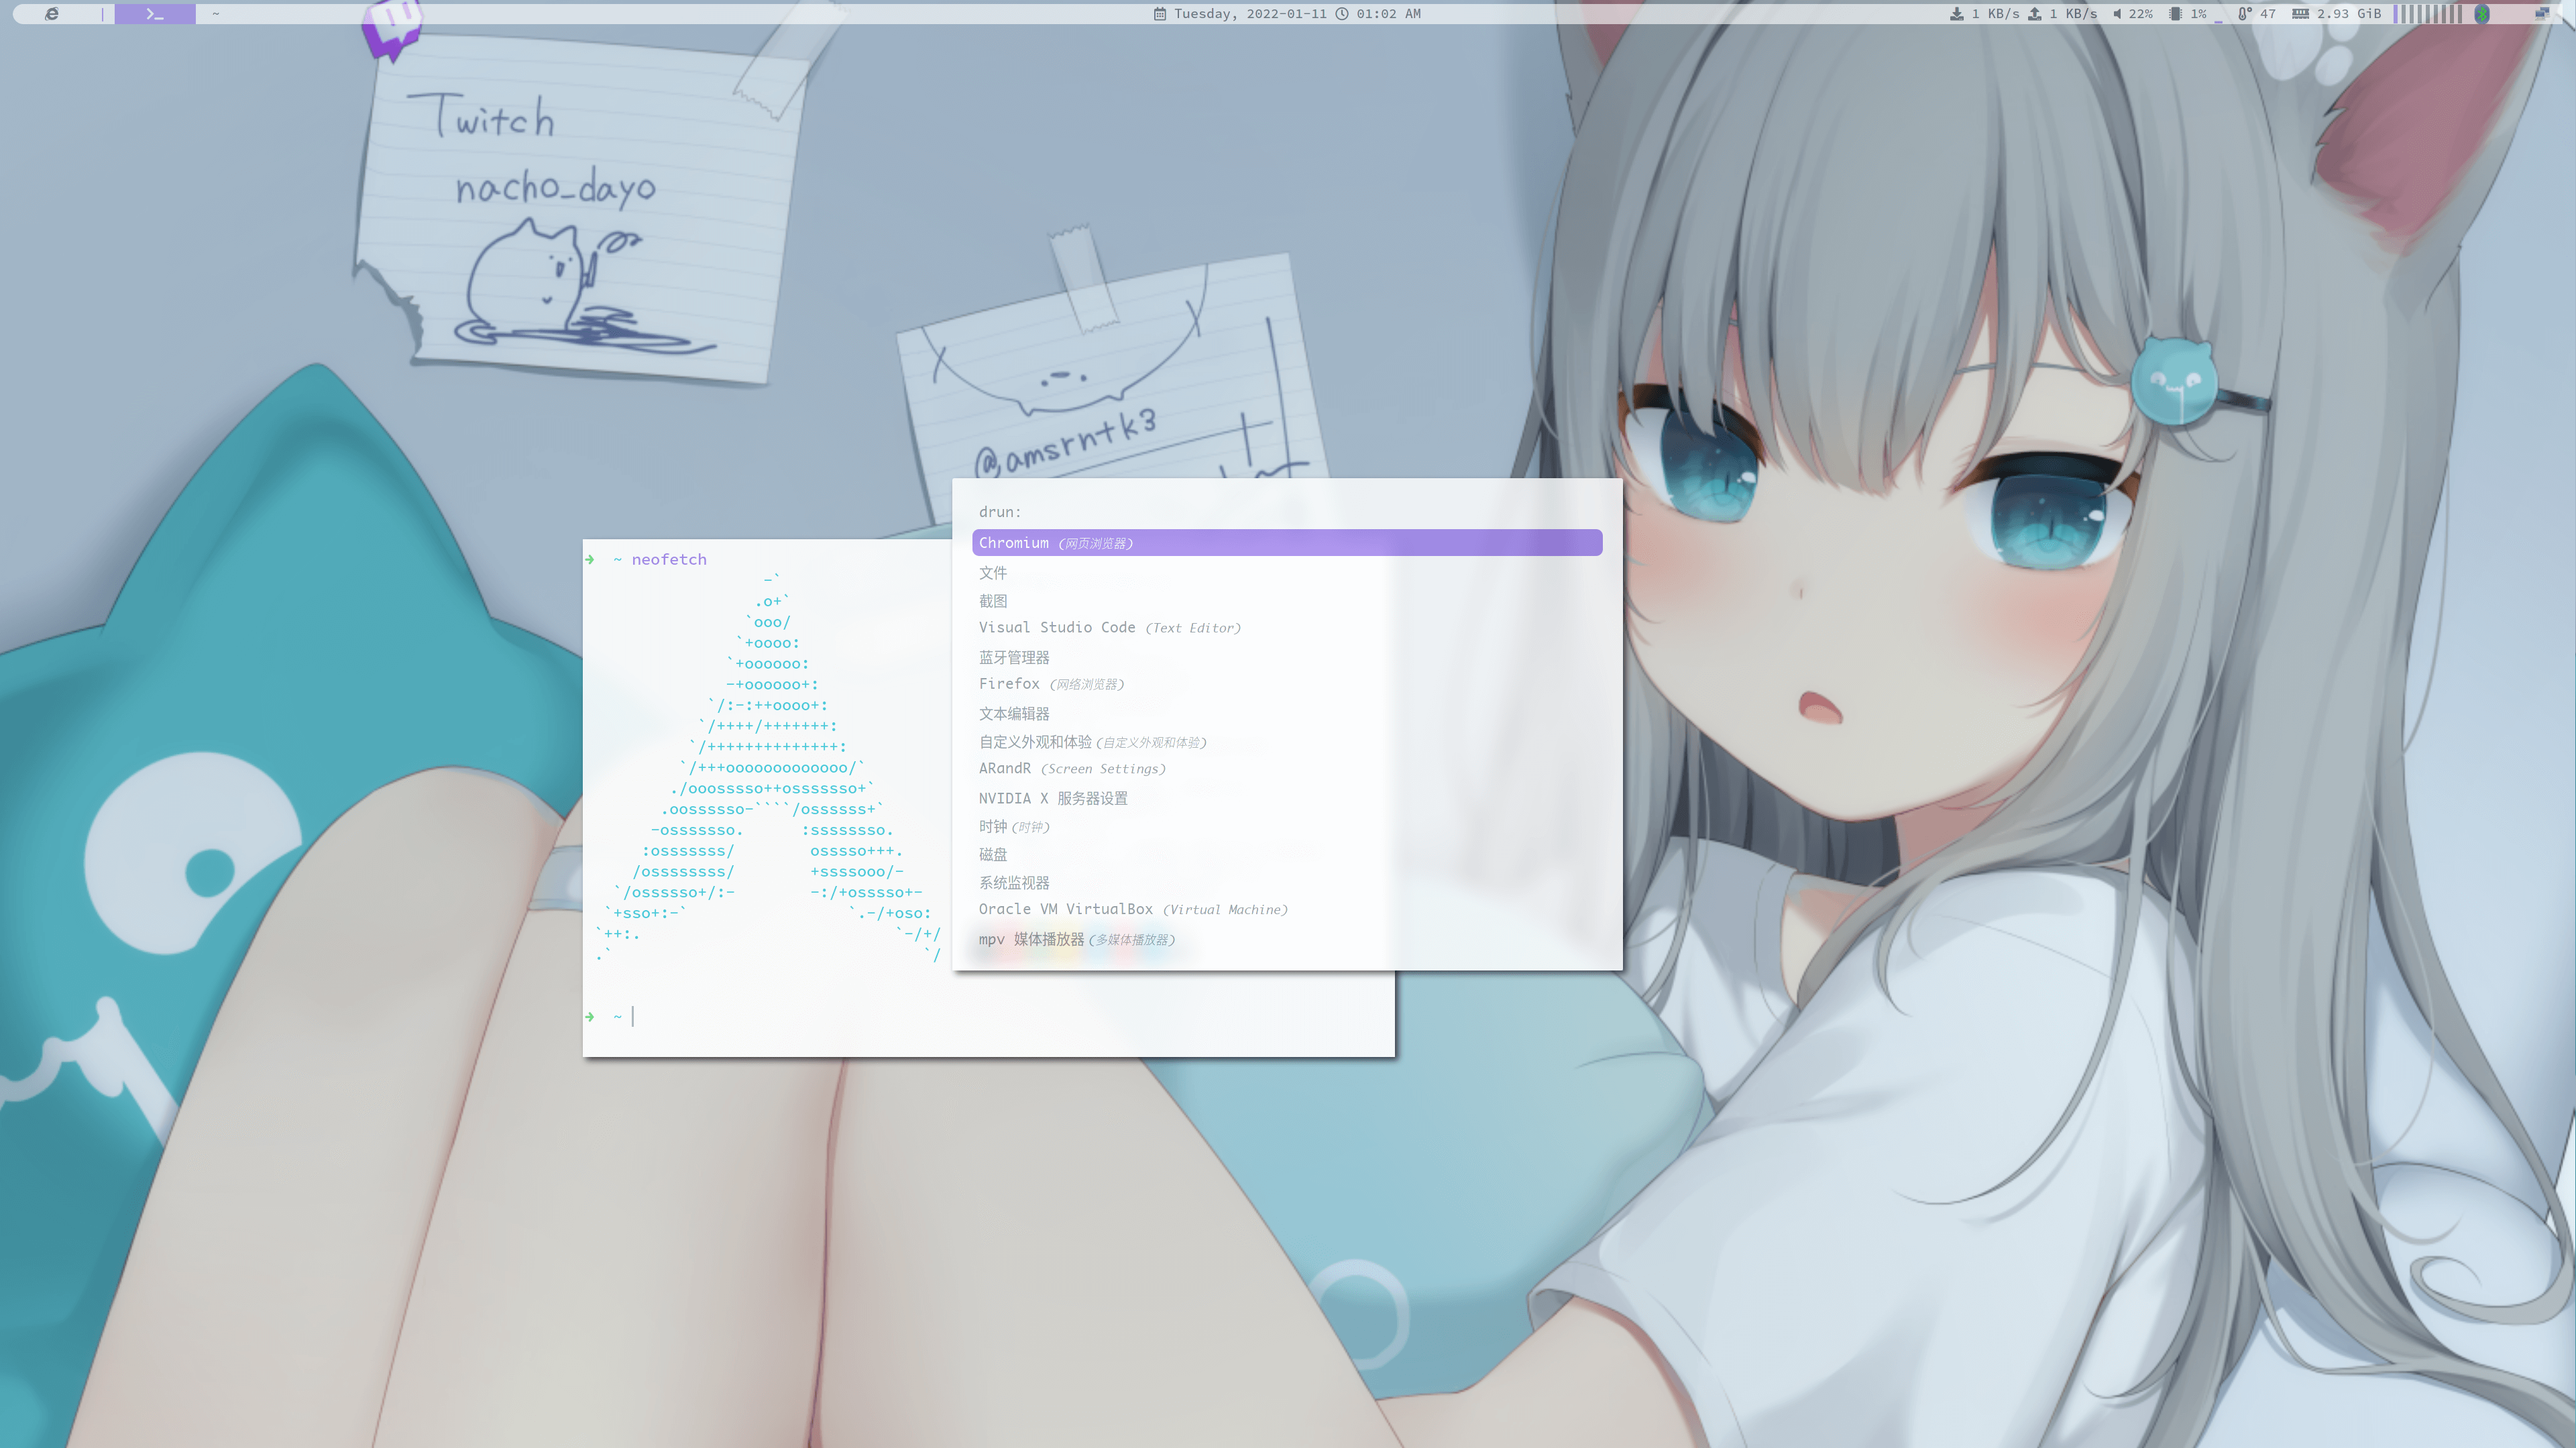 ~
Tuesday, 2022-01-11 01:02 AM
1 KB/s 1 KB/s 22% 1% 47 2.93 GiB
Twitch
nacho_dayo
@amsrntk3
drun:
Chromium (网页浏览器)
文件
截图
Visual Studio Code (Text Editor)
蓝牙管理器
Firefox (网络浏览器)
文本编辑器
自定义外观和体验 (自定义外观和体验)
ARandR (Screen Settings)
NVIDIA X 服务器设置
时钟 (时钟)
磁盘
系统监视器
Oracle VM VirtualBox (Virtual Machine)
mpv 媒体播放器 (多媒体播放器)
➜ ~ neofetch
-`
.o+`
`ooo/
`+oooo:
`+oooooo:
-+oooooo+:
`/:-:++oooo+:
`/++++/+++++++:
`/++++++++++++++:
`/+++ooooooooooooo/`
./ooosssso++osssssso+`
.oossssso-````/ossssss+`
-osssssso. :ssssssso.
:osssssss/ osssso+++.
/ossssssss/ +ssssooo/-
`/ossssso+/:- -:/+osssso+-
`+sso+:-` `.-/+oso:
`++:. `-/+/
.` `/
➜ ~